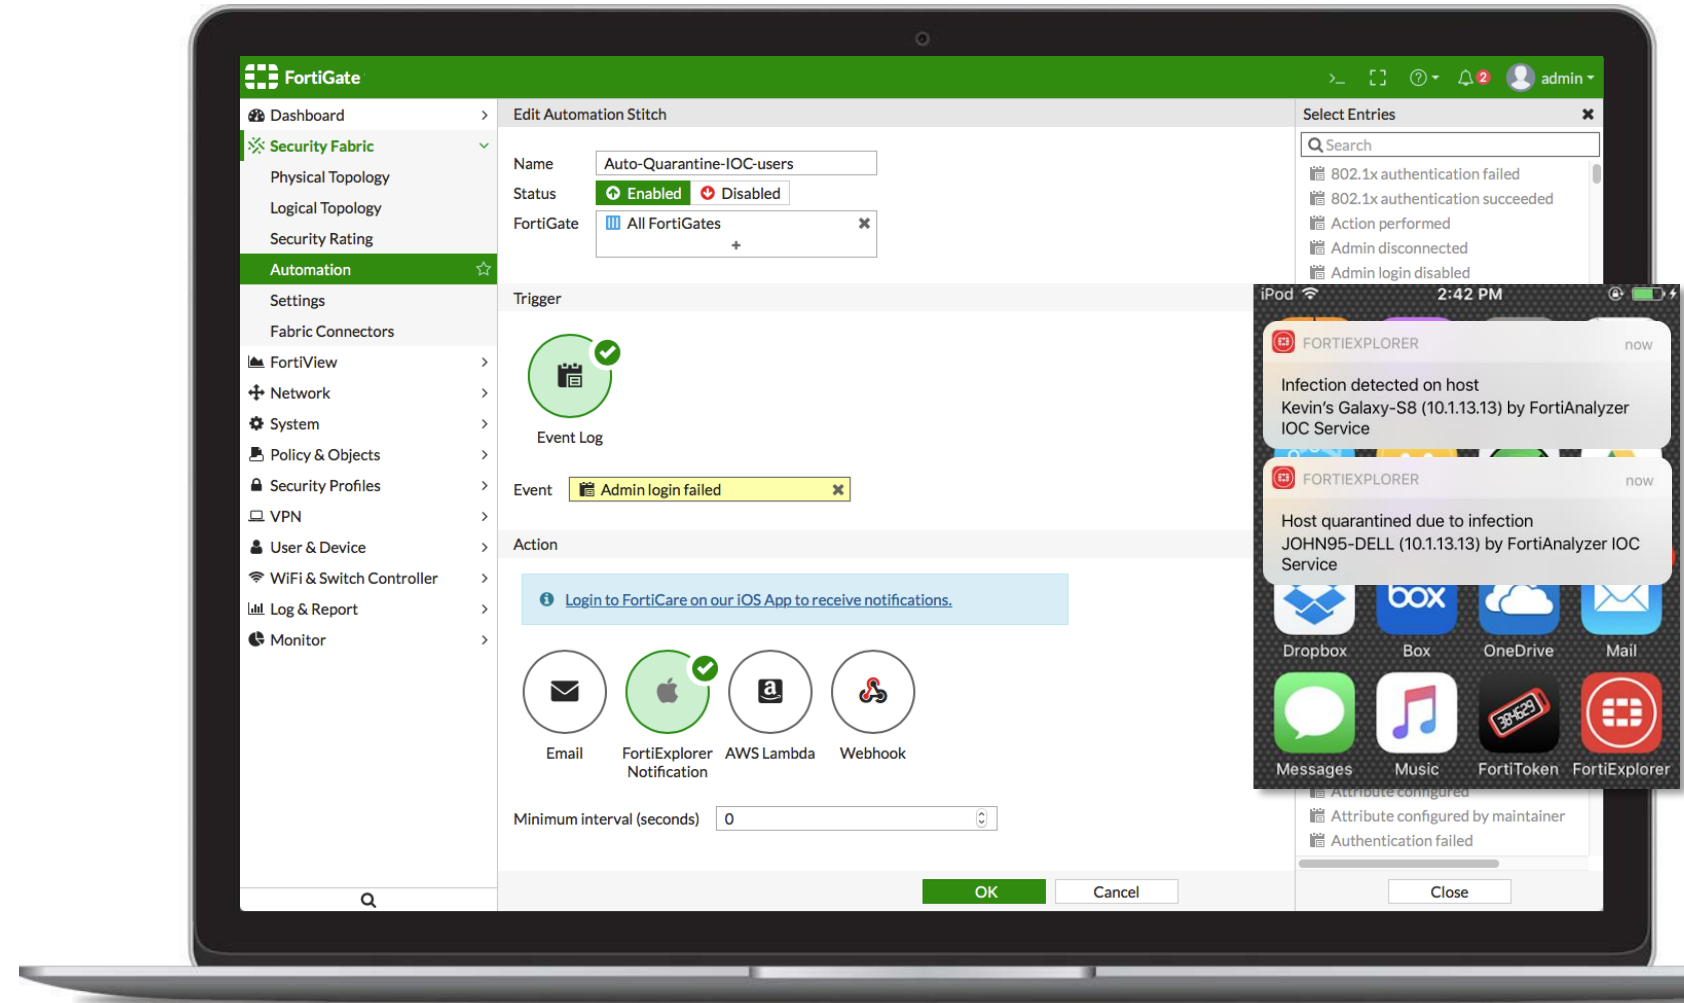 FortiGate
2
admin
Dashboard
Security Fabric
Physical Topology
Logical Topology
Security Rating
Automation
Settings
Fabric Connectors
FortiView
Network
System
Policy & Objects
Security Profiles
VPN
User & Device
WiFi & Switch Controller
Log & Report
Monitor
Edit Automation Stitch
Name Auto-Quarantine-IOC-users
Status Enabled Disabled
FortiGate All FortiGates
+
Trigger
Event Log
Event Admin login failed
Action
Login to FortiCare on our iOS App to receive notifications.
Email
FortiExplorer
Notification
AWS Lambda
Webhook
Minimum interval (seconds) 0
OK Cancel
Select Entries
Search
802.1x authentication failed
802.1x authentication succeeded
Action performed
Admin disconnected
Admin login disabled
iPod 2:42 PM
FORTIEXPLORER now
Infection detected on host
Kevin's Galaxy-S8 (10.1.13.13) by FortiAnalyzer
IOC Service
FORTIEXPLORER now
Host quarantined due to infection
JOHN95-DELL (10.1.13.13) by FortiAnalyzer IOC
Service
box
Dropbox Box OneDrive Mail
384629
Messages Music FortiToken FortiExplorer
Attribute configured
Attribute configured by maintainer
Authentication failed
Close